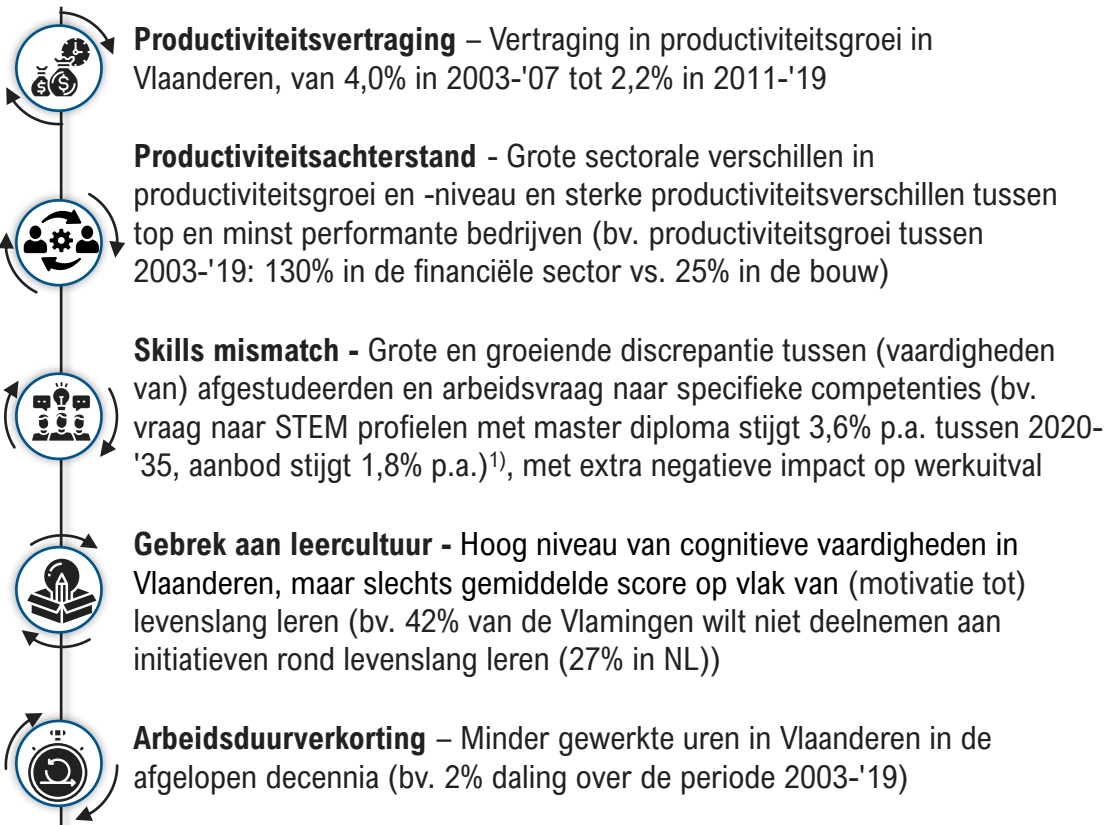 Productiviteitsvertraging – Vertraging in productiviteitsgroei in
Vlaanderen, van 4,0% in 2003-'07 tot 2,2% in 2011-'19
Productiviteitsachterstand - Grote sectorale verschillen in
productiviteitsgroei en -niveau en sterke productiviteitsverschillen tussen
top en minst performante bedrijven (bv. productiviteitsgroei tussen
2003-'19: 130% in de financiële sector vs. 25% in de bouw)
Skills mismatch - Grote en groeiende discrepantie tussen (vaardigheden
van) afgestudeerden en arbeidsvraag naar specifieke competenties (bv.
vraag naar STEM profielen met master diploma stijgt 3,6% p.a. tussen 2020-
'35, aanbod stijgt 1,8% p.a.)1), met extra negatieve impact op werkuitval
Gebrek aan leercultuur - Hoog niveau van cognitieve vaardigheden in
Vlaanderen, maar slechts gemiddelde score op vlak van (motivatie tot)
levenslang leren (bv. 42% van de Vlamingen wilt niet deelnemen aan
initiatieven rond levenslang leren (27% in NL))
Arbeidsduurverkorting – Minder gewerkte uren in Vlaanderen in de
afgelopen decennia (bv. 2% daling over de periode 2003-'19)